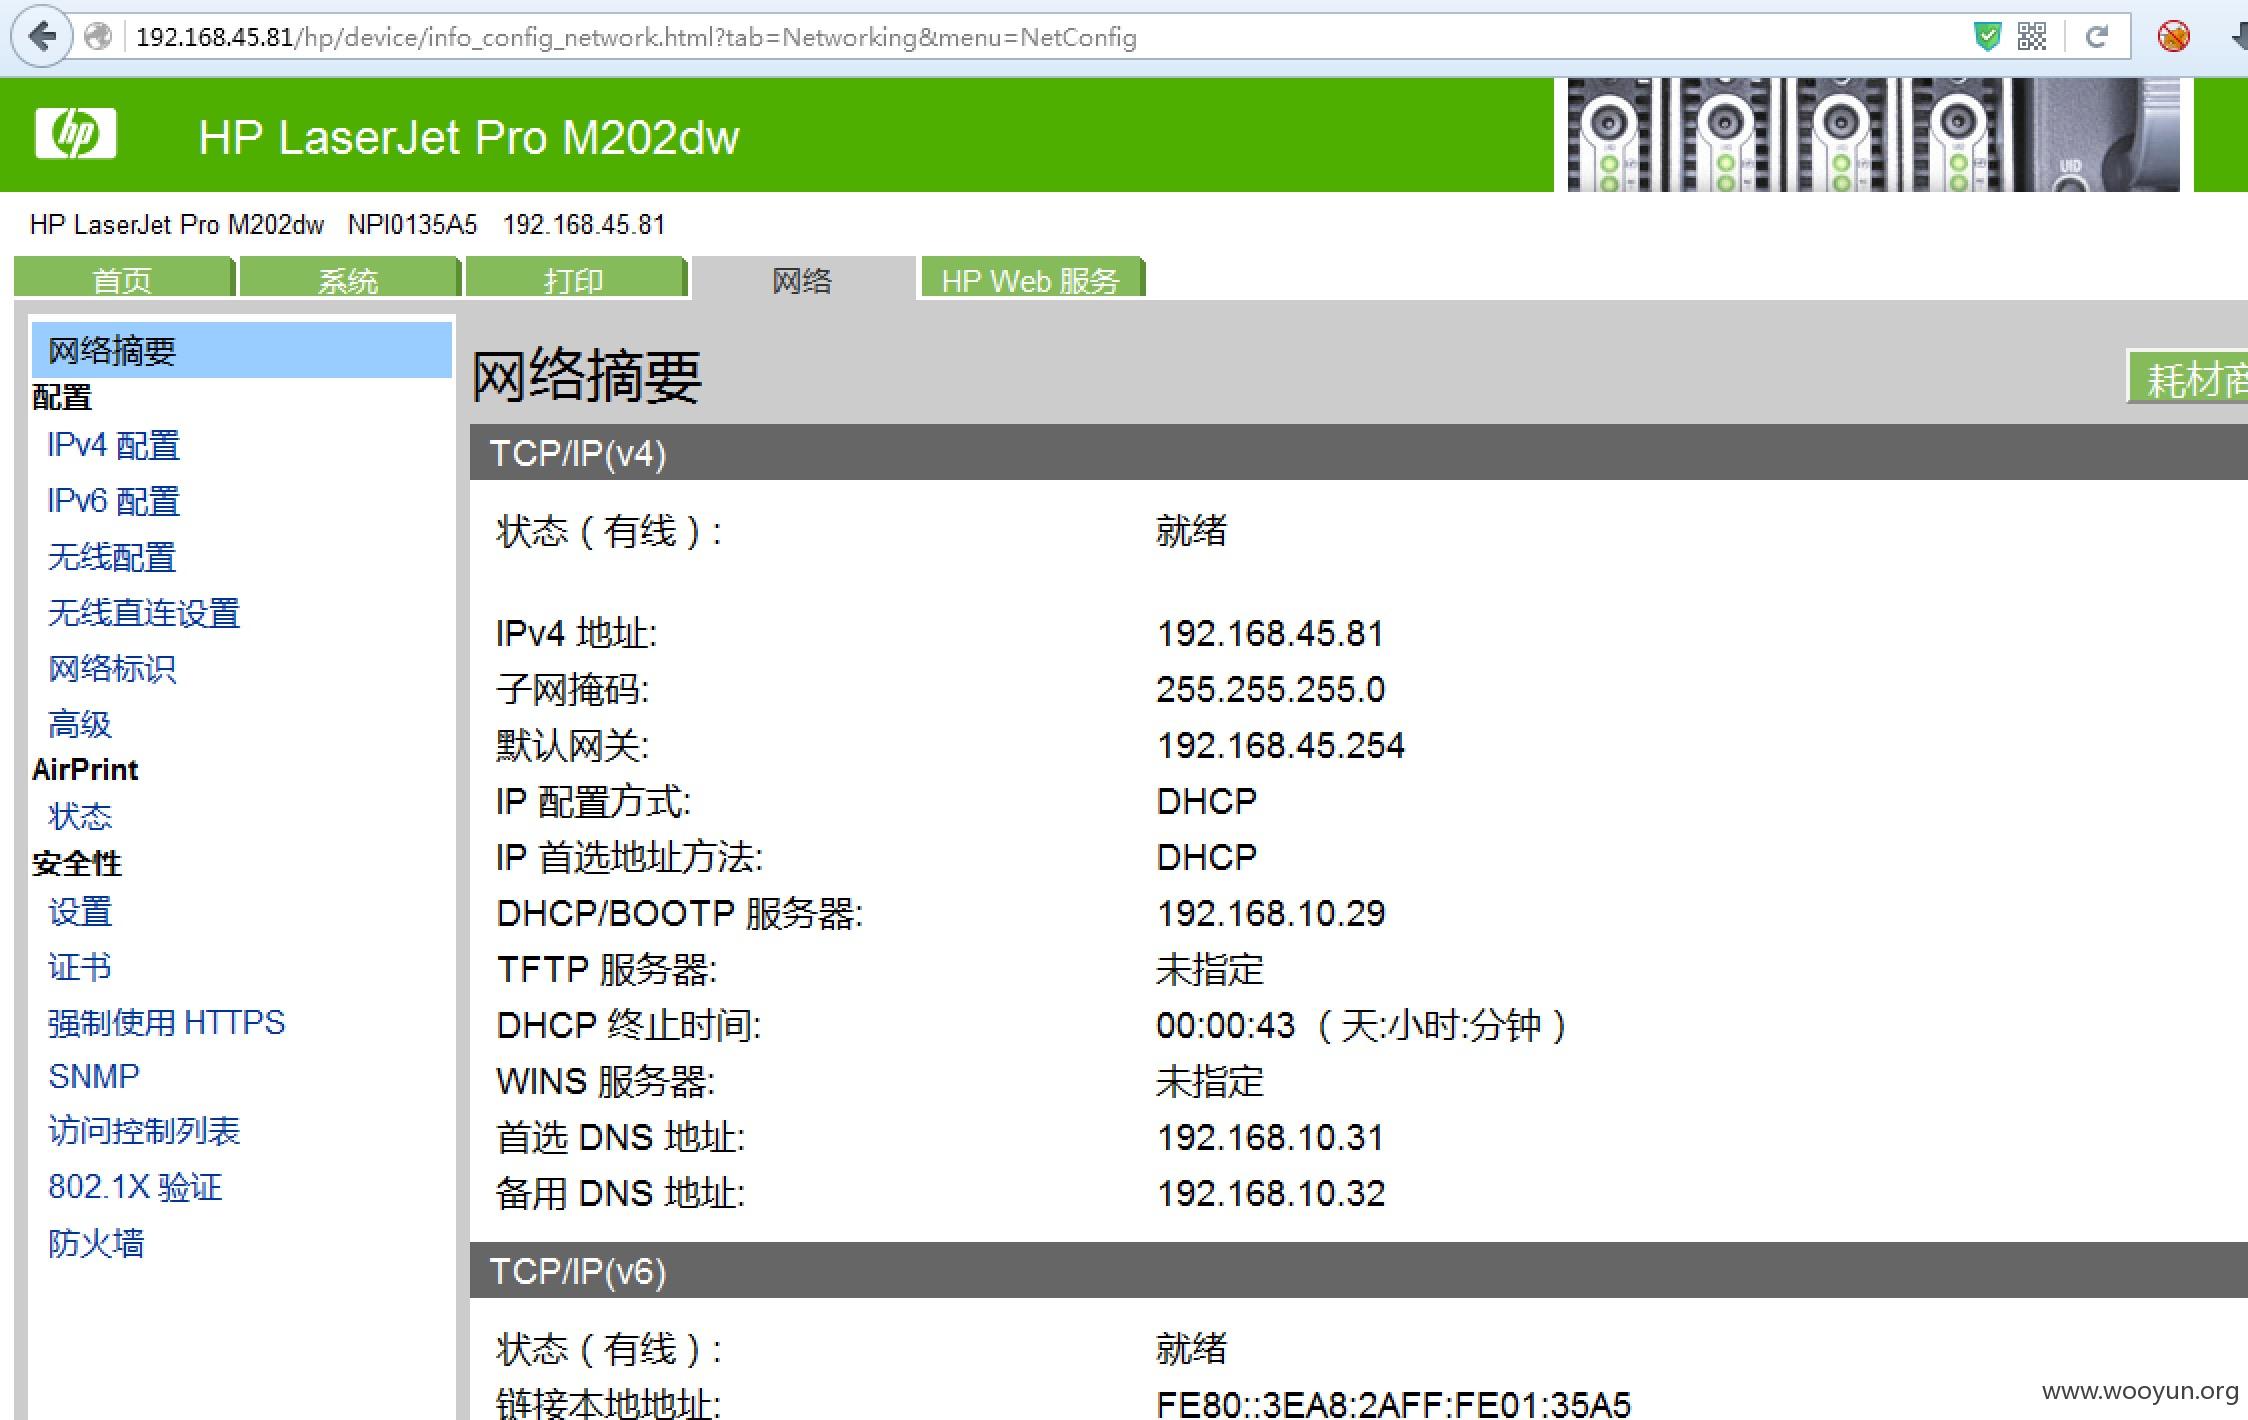 192.168.45.81/hp/device/info_config_network.html?tab=Networking&menu=NetConfig
hp HP LaserJet Pro M202dw
UID
HP LaserJet Pro M202dw NPI0135A5 192.168.45.81
首页 系统 打印 网络 HP Web 服务
网络摘要
配置
IPv4 配置
IPv6 配置
无线配置
无线直连设置
网络标识
高级
AirPrint
状态
安全性
设置
证书
强制使用 HTTPS
SNMP
访问控制列表
802.1X 验证
防火墙
网络摘要
耗材商
TCP/IP(v4)
状态（有线）: 就绪
IPv4 地址: 192.168.45.81
子网掩码: 255.255.255.0
默认网关: 192.168.45.254
IP 配置方式: DHCP
IP 首选地址方法: DHCP
DHCP/BOOTP 服务器: 192.168.10.29
TFTP 服务器: 未指定
DHCP 终止时间: 00:00:43 （天:小时:分钟）
WINS 服务器: 未指定
首选 DNS 地址: 192.168.10.31
备用 DNS 地址: 192.168.10.32
TCP/IP(v6)
状态（有线）: 就绪
链接本地地址: FE80::3EA8:2AFF:FE01:35A5
www.wooyun.org